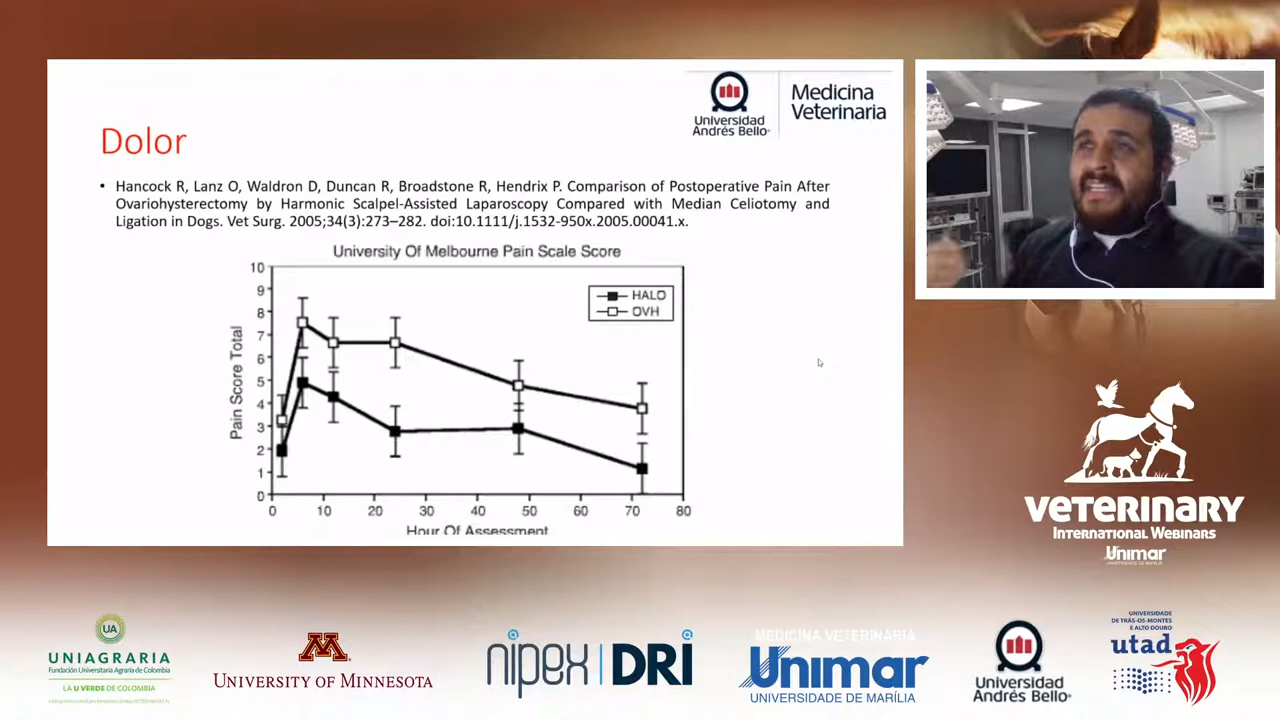 Universidad
Andrés Bello
Medicina
Veterinaria
Dolor
• Hancock R, Lanz O, Waldron D, Duncan R, Broadstone R, Hendrix P. Comparison of Postoperative Pain After
Ovariohysterectomy by Harmonic Scalpel-Assisted Laparoscopy Compared with Median Celiotomy and
Ligation in Dogs. Vet Surg. 2005;34(3):273–282. doi:10.1111/j.1532-950x.2005.00041.x.
University Of Melbourne Pain Scale Score
10
9
8
7
6
5
4
3
2
1
0
Pain Score Total
HALO
OVH
0 10 20 30 40 50 60 70 80
Hour Of Assessment
VETERINARY
INTERNATIONAL WEBINARS
Unimar
UNIVERSIDADE DE MARÍLIA
UA
UNIAGRARIA
Fundación Universitaria Agraria de Colombia
LA U VERDE DE COLOMBIA
M
UNIVERSITY OF MINNESOTA
nipex DRI
MEDICINA VETERINÁRIA
Unimar
UNIVERSIDADE DE MARÍLIA
Universidad
Andrés Bello
UNIVERSIDADE
DE TRÁS-OS-MONTES
E ALTO DOURO
utad